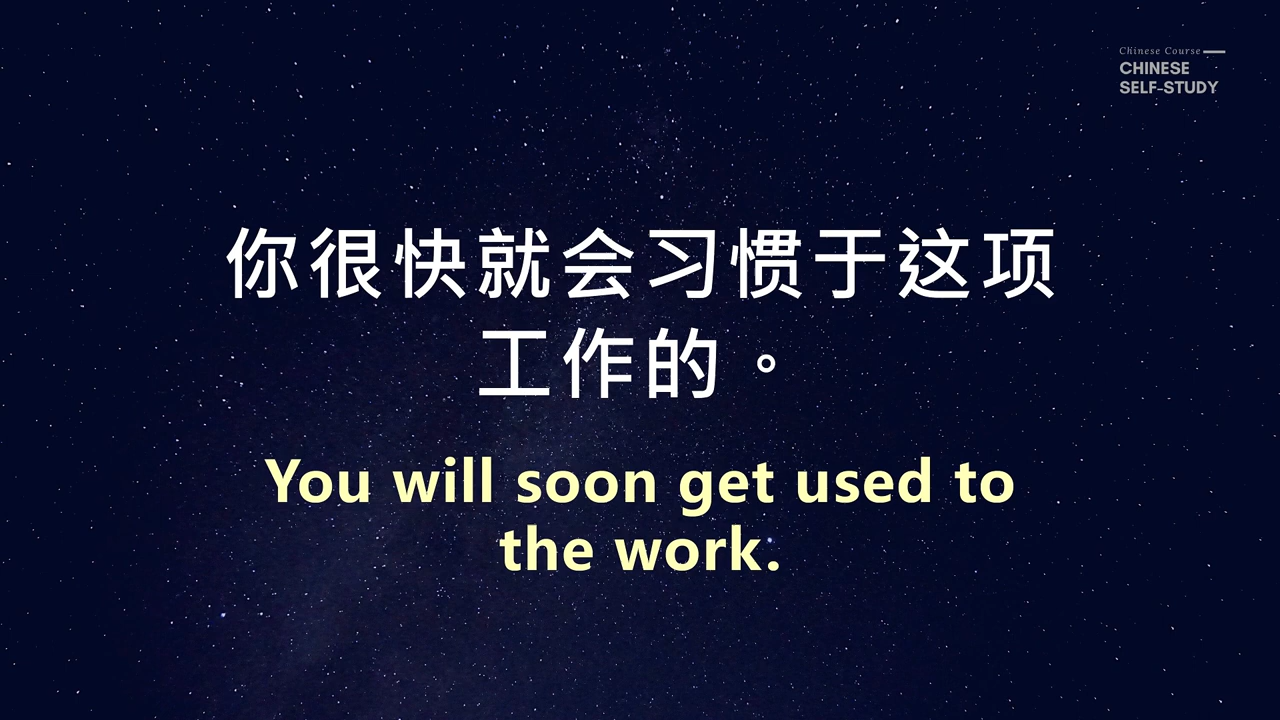 Chinese Course
CHINESE
SELF-STUDY
你很快就会习惯于这项
工作的。
You will soon get used to
the work.